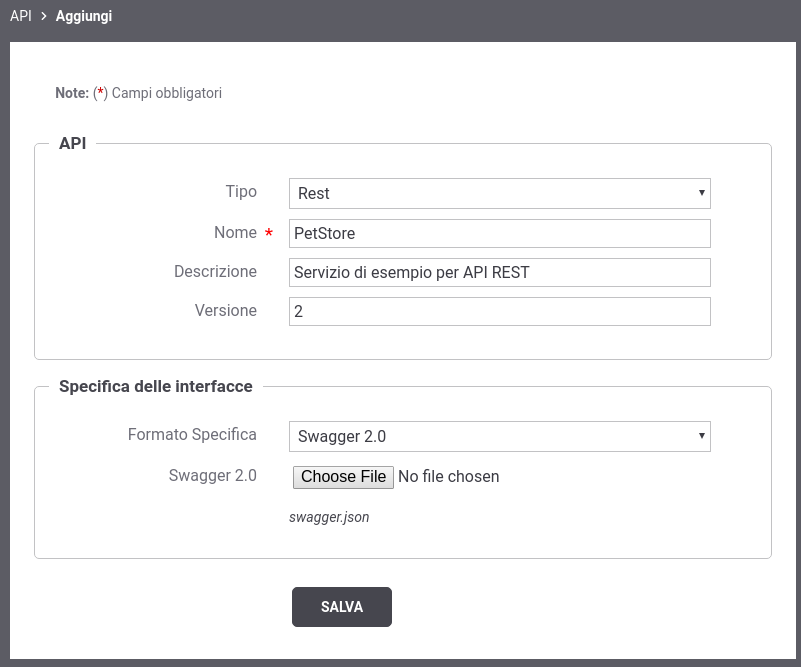 API > Aggiungi
Note: (*) Campi obbligatori
API
Tipo Rest
Nome * PetStore
Descrizione Servizio di esempio per API REST
Versione 2
Specifica delle interfacce
Formato Specifica Swagger 2.0
Swagger 2.0 Choose File No file chosen
swagger.json
SALVA